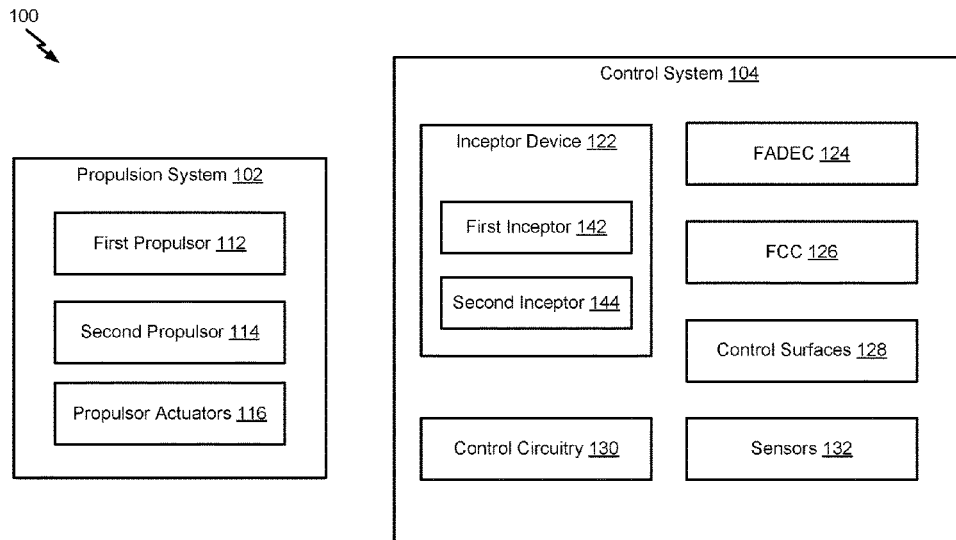 100
Control System 104
Inceptor Device 122
FADEC 124
Propulsion System 102
First Propulsor 112
First Inceptor 142
FCC 126
Second Inceptor 144
Second Propulsor 114
Control Surfaces 128
Propulsor Actuators 116
Control Circuitry 130
Sensors 132